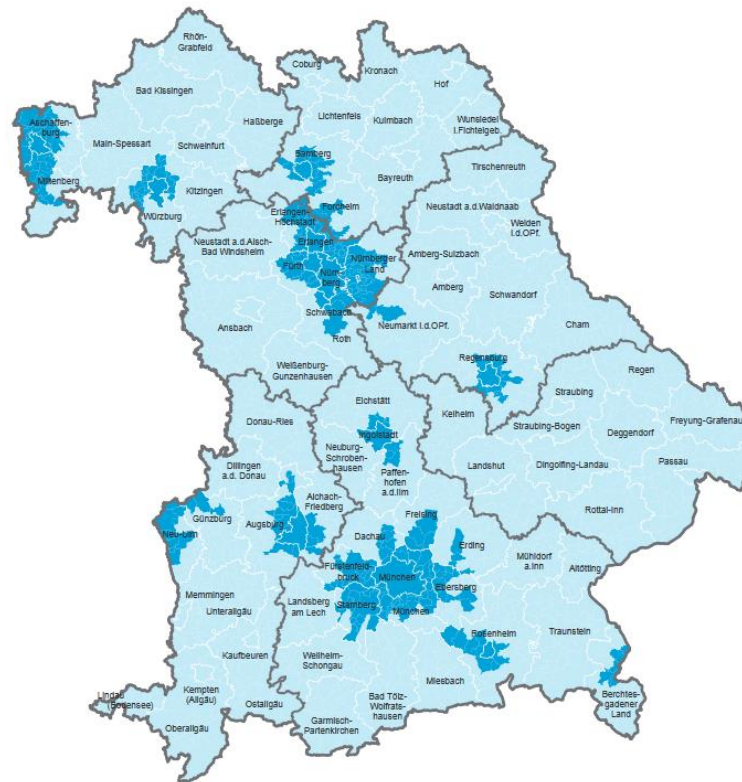 Rhön-
Grabfeld
Coburg
Kronach
Hof
Bad Kissingen
Lichtenfels
Kulmbach
Wunsiedel
i.Fichtelgeb.
Haßberge
Aschaffen-
burg
Main-Spessart
Schweinfurt
Bamberg
Bayreuth
Tirschenreuth
Miltenberg
Kitzingen
Würzburg
Forchheim
Erlangen-
Höchstadt
Neustadt a.d.Waldnaab
Weiden
i.d.OPf.
Neustadt a.d.Aisch-
Bad Windsheim
Erlangen
Fürth
Nürn-
berg
Nürnberger
Land
Amberg-Sulzbach
Amberg
Schwandorf
Ansbach
Schwabach
Roth
Neumarkt i.d.OPf.
Cham
Weißenburg-
Gunzenhausen
Regensburg
Regen
Eichstätt
Kelheim
Straubing
Straubing-Bogen
Freyung-Grafenau
Deggendorf
Donau-Ries
Ingolstadt
Neuburg-
Schroben-
hausen
Landshut
Dingolfing-Landau
Passau
Dillingen
a.d. Donau
Paffen-
hofen
a.d.Ilm
Rottal-Inn
Aichach-
Friedberg
Günzburg
Augsburg
Neu-Ulm
Freising
Dachau
Erding
Mühldorf
a.Inn
Altötting
Fürstenfeld-
bruck
München
Ebersberg
Memmingen
Unterallgäu
Landsberg
am Lech
Starnberg
München
Rosenheim
Traunstein
Kaufbeuren
Weilheim-
Schongau
Miesbach
Berchtes-
gadener
Land
Lindau
(Bodensee)
Kempten
(Allgäu)
Ostallgäu
Oberallgäu
Bad Tölz-
Wolfrats-
hausen
Garmisch-
Partenkirchen